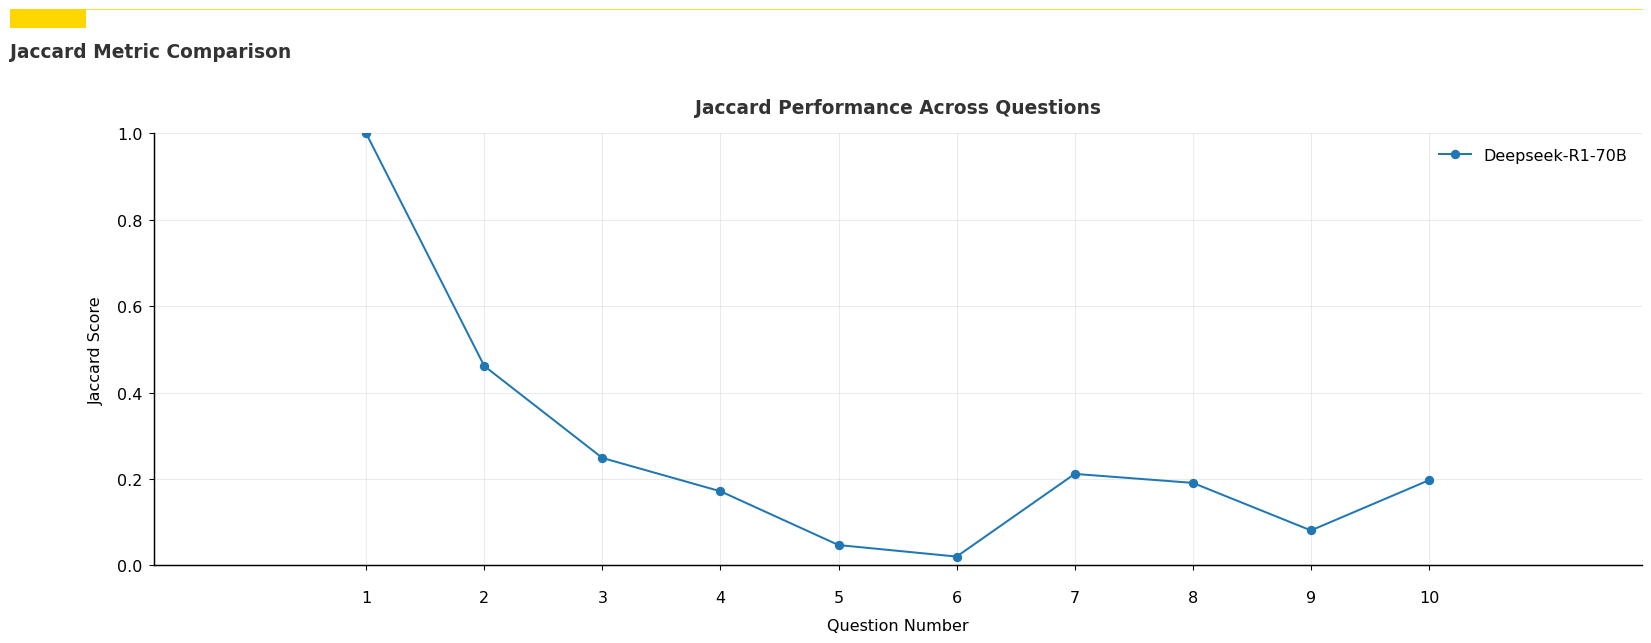 Jaccard Metric Comparison
Jaccard Performance Across Questions
1.0
0.8
0.6
0.4
0.2
0.0
Jaccard Score
Deepseek-R1-70B
1 2 3 4 5 6 7 8 9 10
Question Number